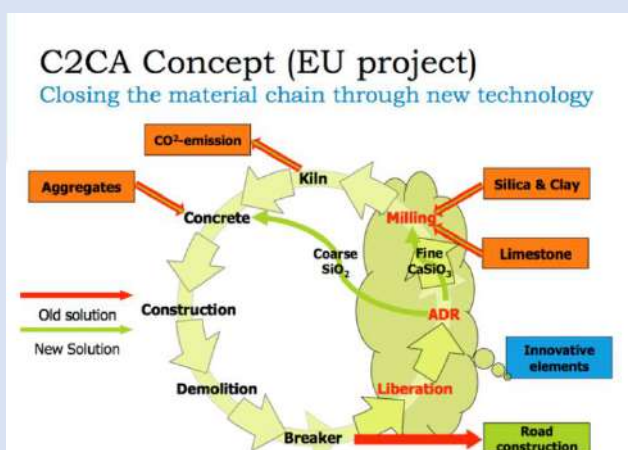 C2CA Concept (EU project)
Closing the material chain through new technology
CO²-emission
Kiln
Aggregates
Silica & Clay
Concrete
Milling
Coarse
SiO₂
Fine
CaSiO₃
Limestone
Old solution
Construction
ADR
New Solution
Innovative
elements
Demolition
Liberation
Breaker
Road
construction